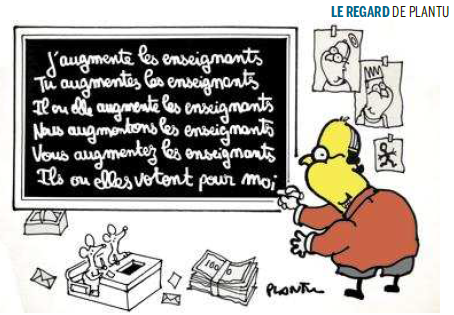 LE REGARD DE PLANTU
J'augmente les enseignants
Tu augmentes les enseignants
Il ou elle augmente les enseignants
Nous augmentons les enseignants
Vous augmentez les enseignants
Ils ou elles votent pour moi
100
PLANTU